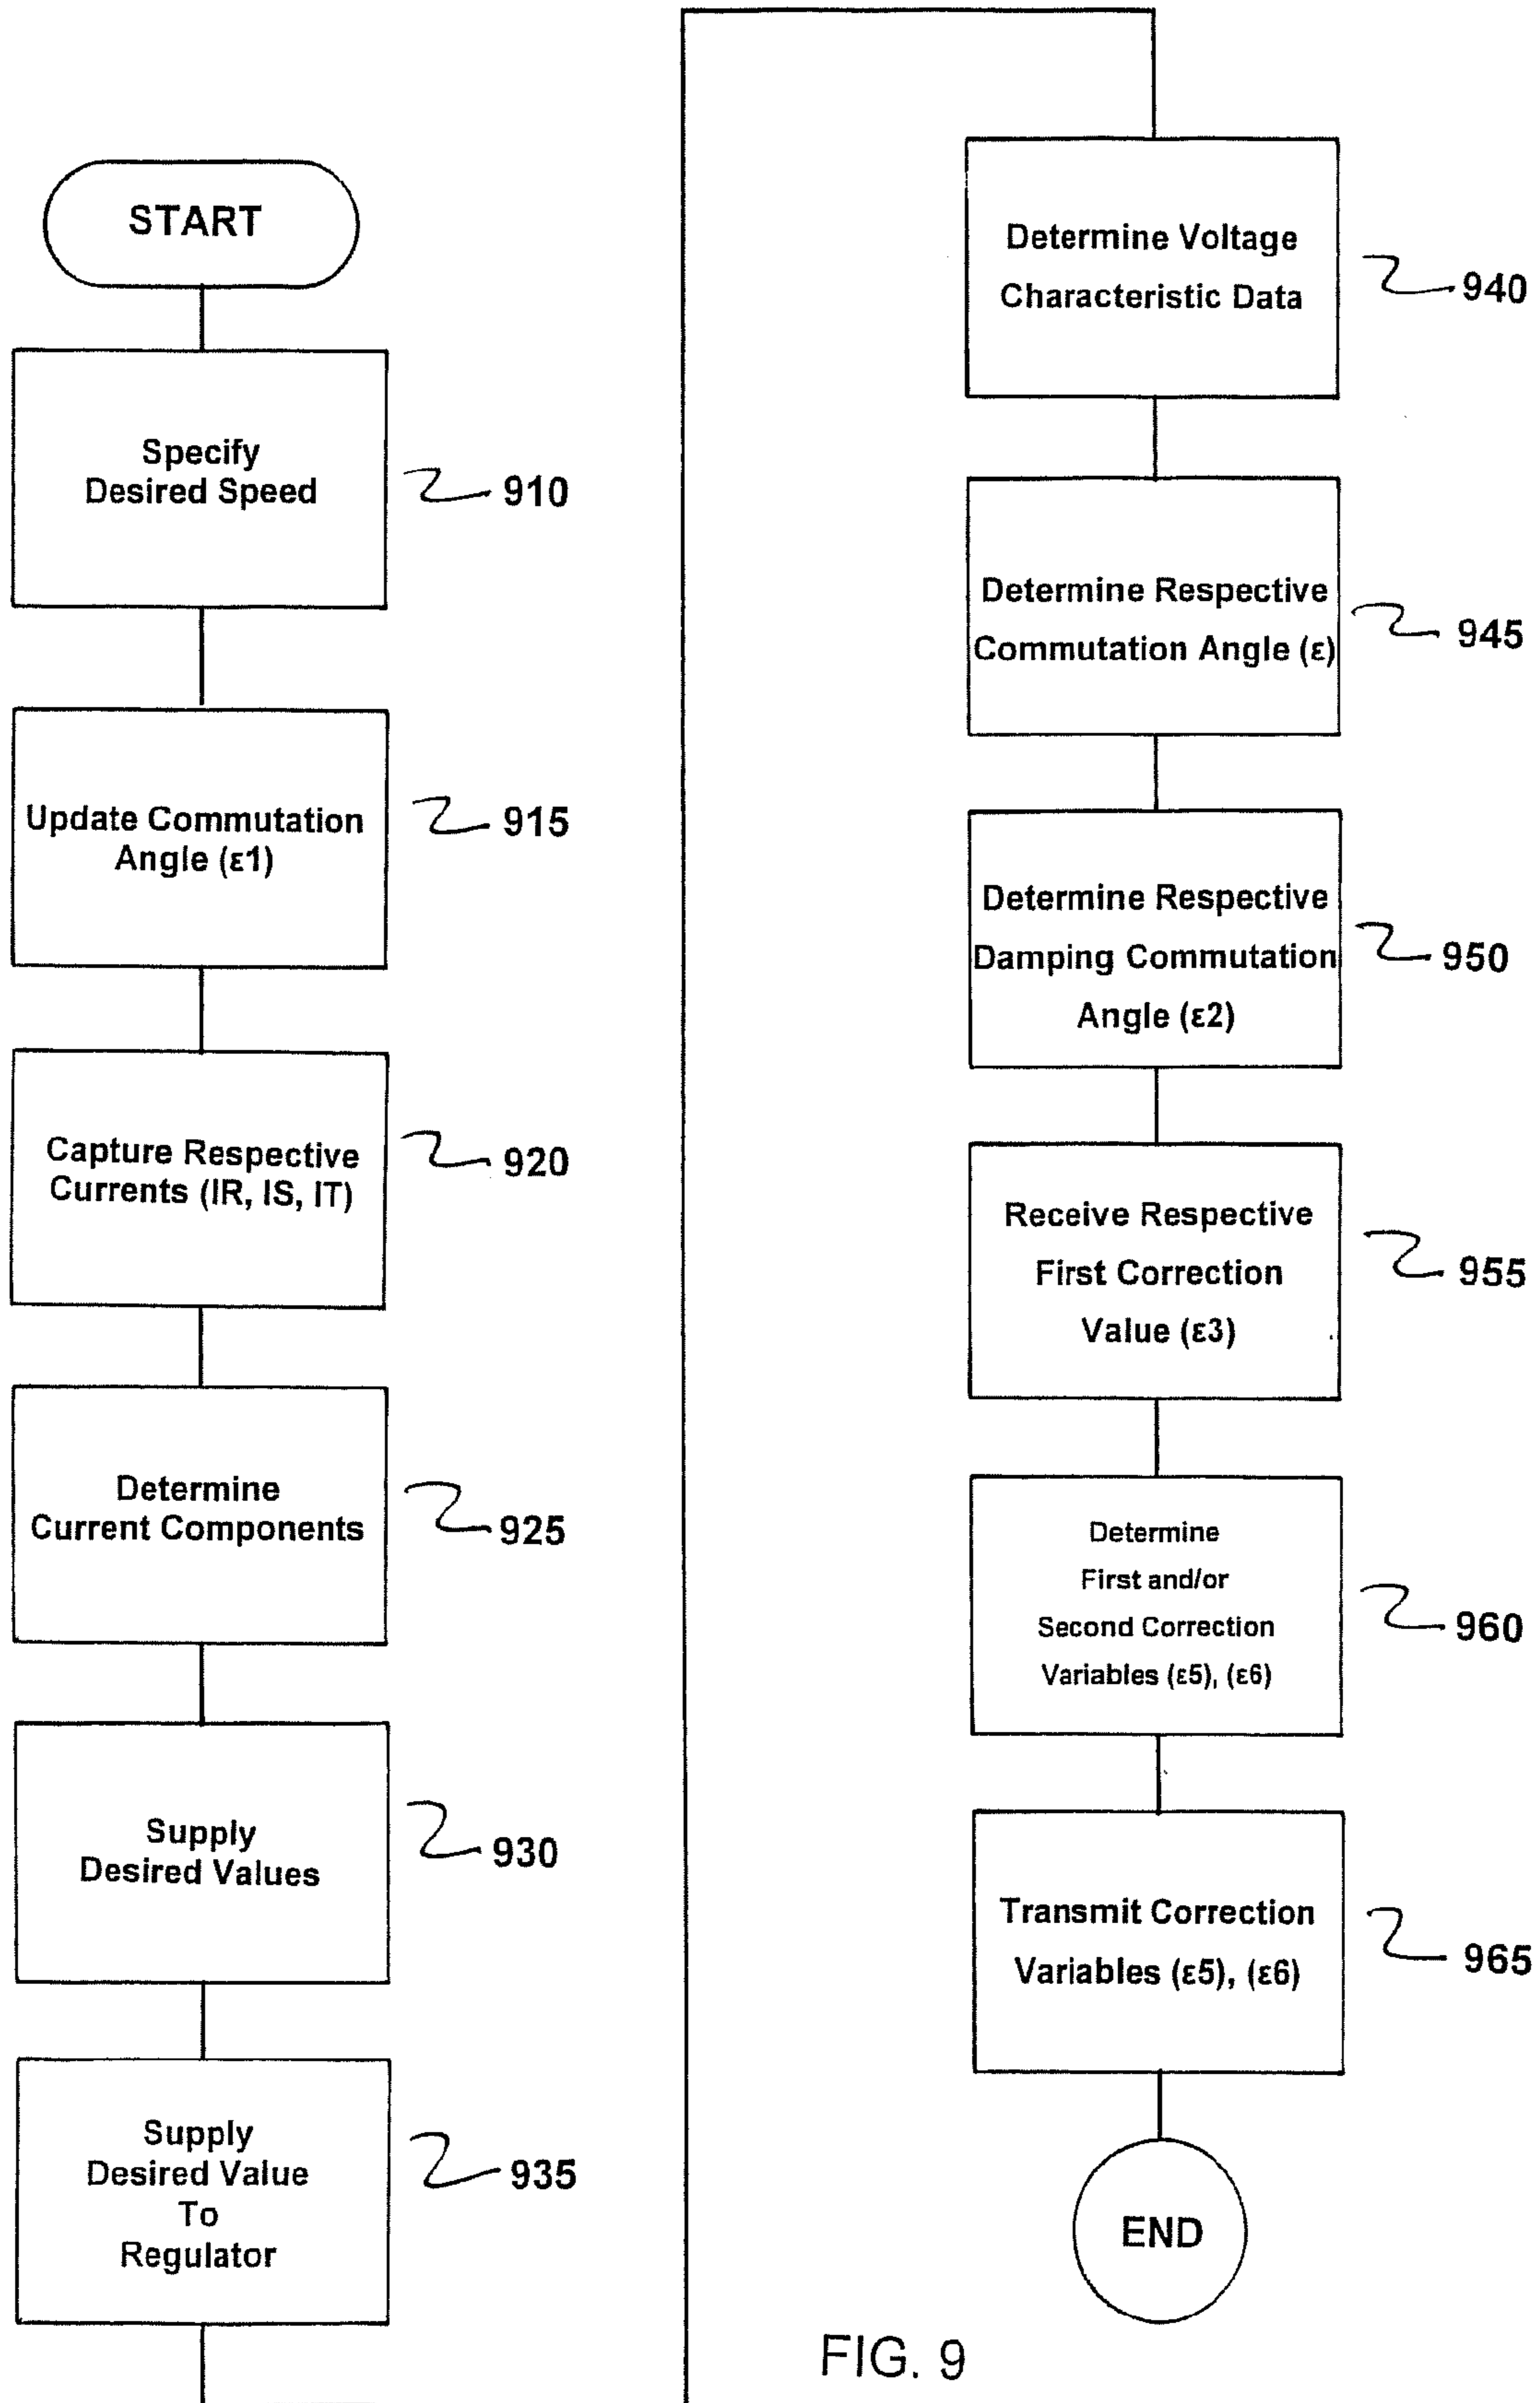 START
Specify
Desired Speed
910
Update Commutation
Angle (ε1)
915
Capture Respective
Currents (IR, IS, IT)
920
Determine
Current Components
925
Supply
Desired Values
930
Supply
Desired Value
To
Regulator
935
Determine Voltage
Characteristic Data
940
Determine Respective
Commutation Angle (ε)
945
Determine Respective
Damping Commutation
Angle (ε2)
950
Receive Respective
First Correction
Value (ε3)
955
Determine
First and/or
Second Correction
Variables (ε5), (ε6)
960
Transmit Correction
Variables (ε5), (ε6)
965
END
FIG. 9